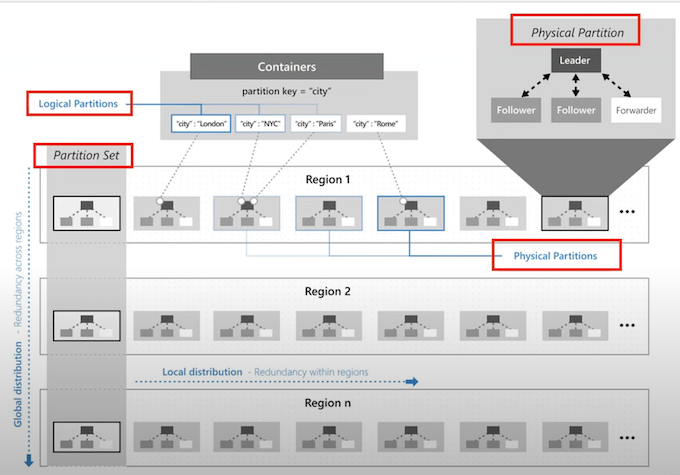 Physical Partition
Leader
Follower
Follower
Forwarder
Containers
partition key = "city"
Logical Partitions
"city" : "London"
"city" : "NYC"
"city" : "Paris"
"city" : "Rome"
Partition Set
Region 1
...
Physical Partitions
Region 2
...
Global distribution - Redundancy across regions
Local distribution - Redundancy within regions
Region n
...